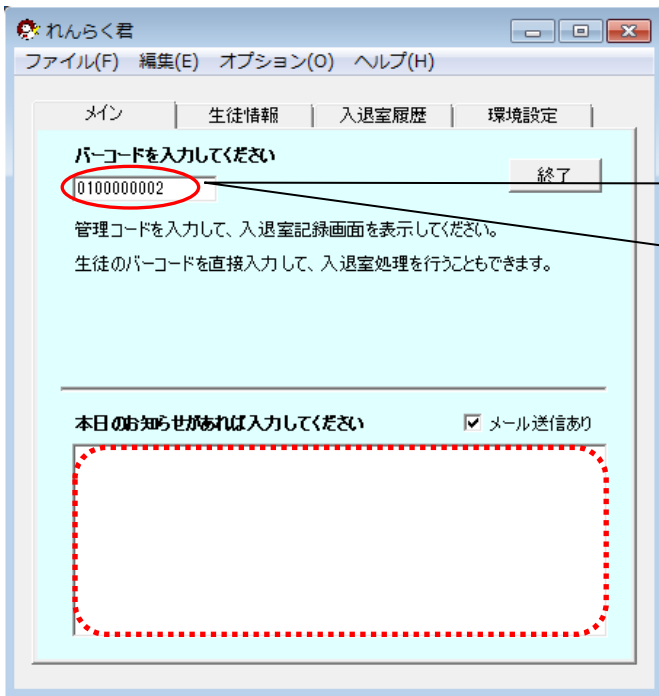 れんらく君
ファイル(F) 編集(E) オプション(O) ヘルプ(H)
メイン 生徒情報 入退室履歴 環境設定
バーコードを入力してください
終了
0100000002
管理コードを入力して、入退室記録画面を表示してください。
生徒のバーコードを直接入力して、入退室処理を行うこともできます。
本日のお知らせがあれば入力してください
メール送信あり